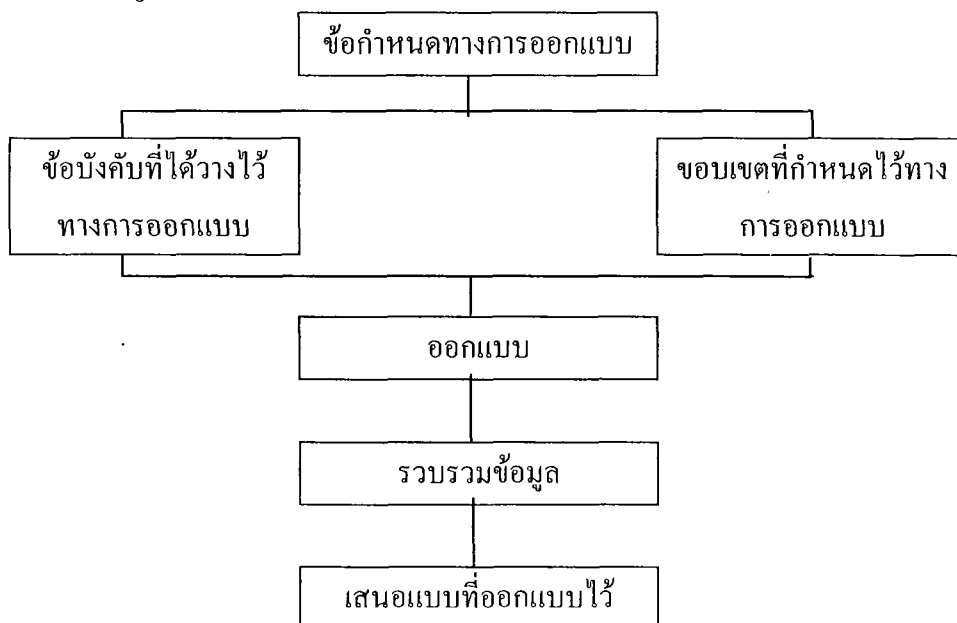 ข้อกำหนดทางการออกแบบ
ข้อบังคับที่ได้วางไว้
ทางการออกแบบ
ขอบเขตที่กำหนดไว้ทาง
การออกแบบ
ออกแบบ
รวบรวมข้อมูล
เสนอแบบที่ออกแบบไว้